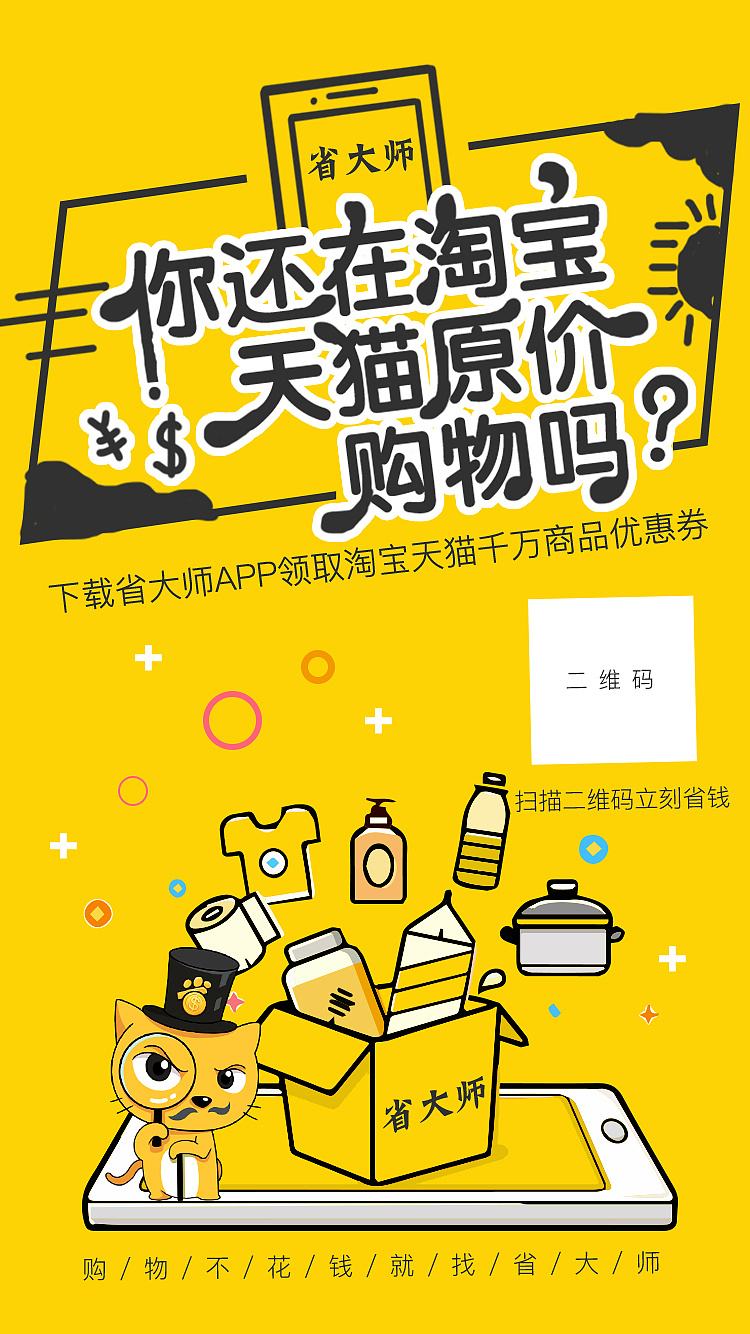 省大师
你还在淘宝
天猫原价
购物吗?
¥ $
下载省大师APP领取淘宝天猫千万商品优惠券
二维码
扫描二维码立刻省钱
省大师
购/物/不/花/钱/就/找/省/大/师